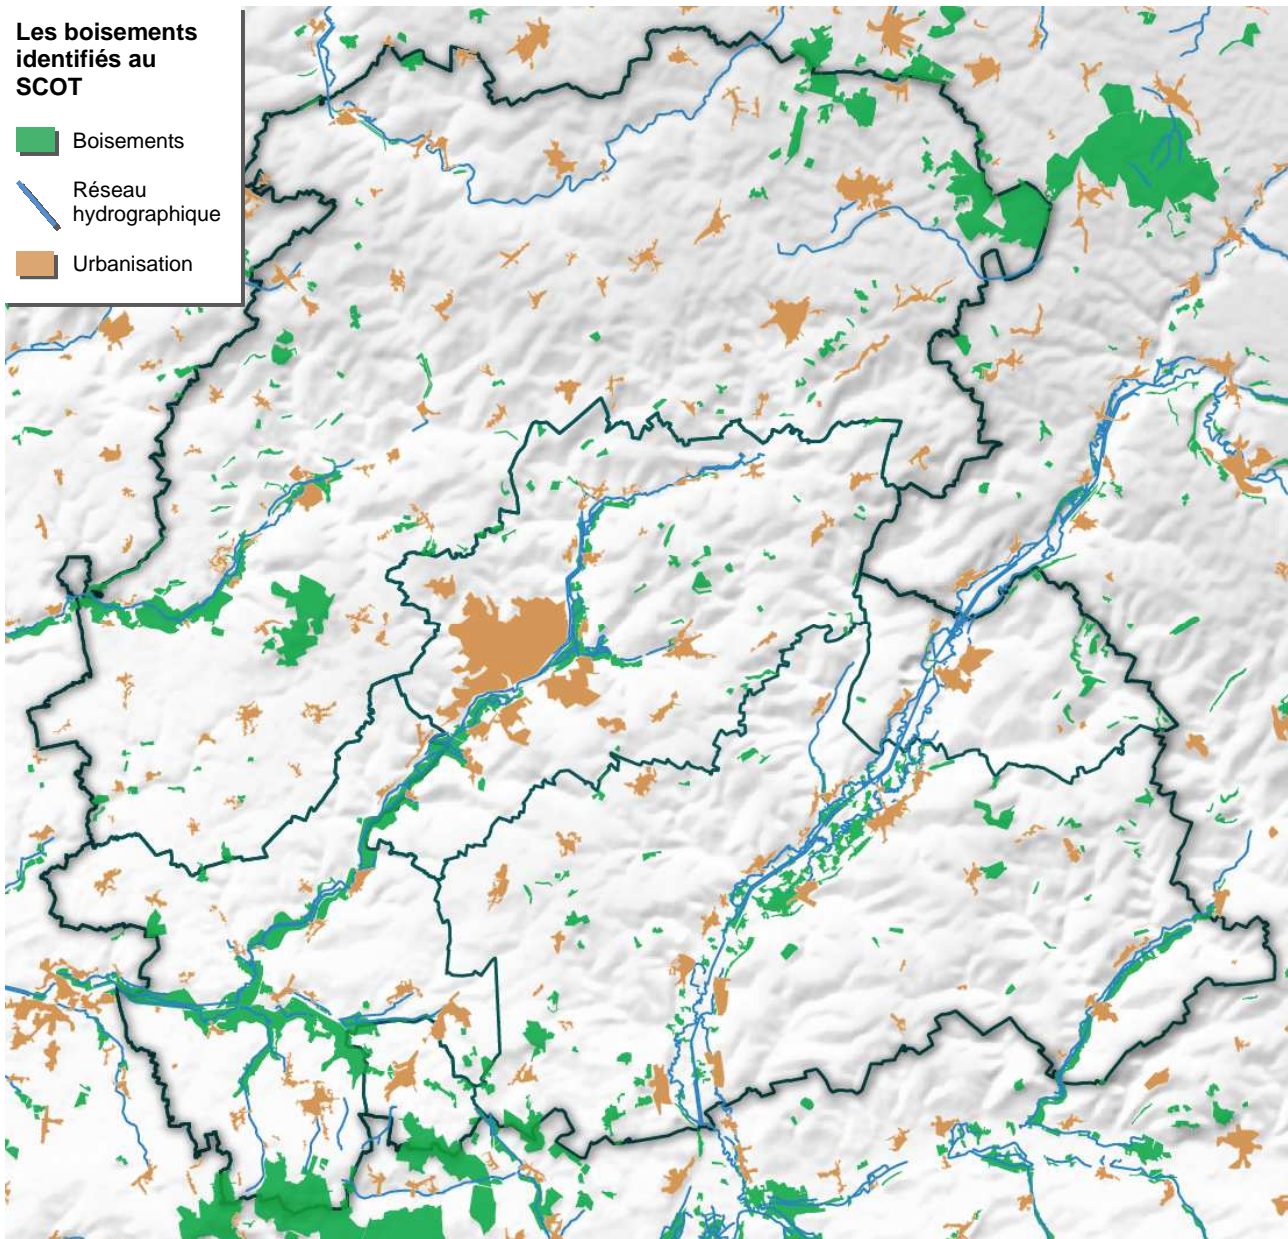 Les boisements
identifiés au
SCOT
Boisements
Réseau
hydrographique
Urbanisation